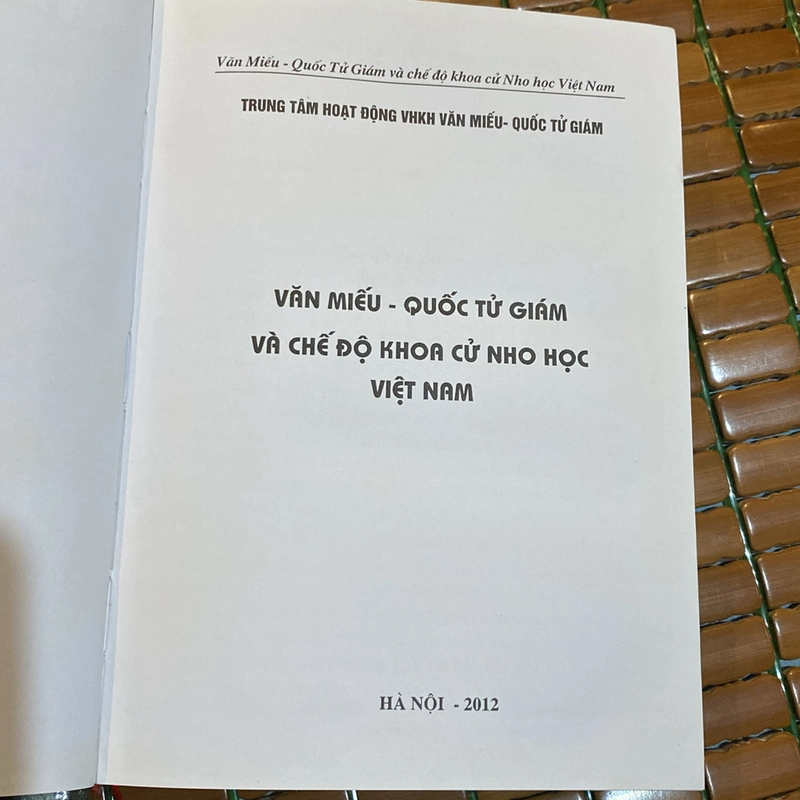 Văn Miếu - Quốc Tử Giám và chế độ khoa cử Nho học Việt Nam
TRUNG TÂM HOẠT ĐỘNG VHKH VĂN MIẾU- QUỐC TỬ GIÁM
VĂN MIẾU - QUỐC TỬ GIÁM
VÀ CHẾ ĐỘ KHOA CỬ NHO HỌC
VIỆT NAM
HÀ NỘI - 2012